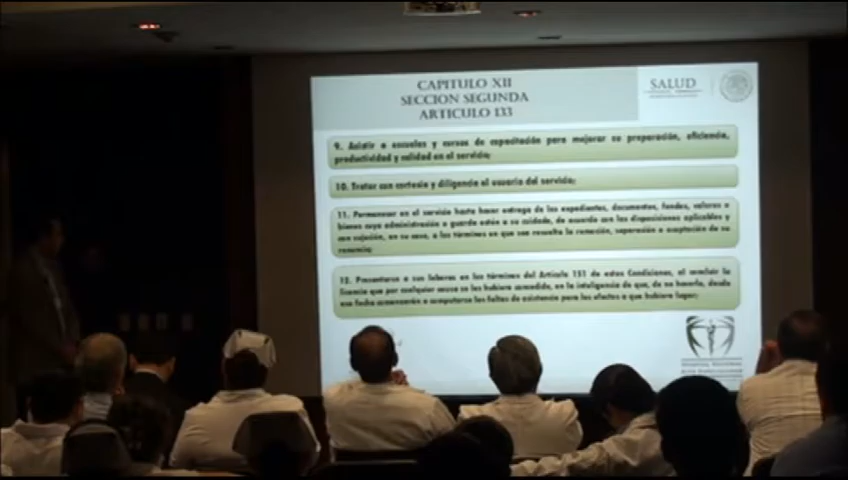 CAPITULO XII
SECCION SEGUNDA
ARTICULO 133
SALUD
9. Asistir a escuelas y cursos de capacitación para mejorar su preparación, eficiencia,
productividad y calidad en el servicio;
10. Tratar con cortesía y diligencia al usuario del servicio;
11. Permanecer en el servicio hasta hacer entrega de los expedientes, documentos, fondos, valores o
bienes cuya administración o guarda estén a su cuidado, de acuerdo con las disposiciones aplicables y
con sujeción, en su caso, a los términos en que sea resuelta la remoción, separación o aceptación de su
renuncia;
12. Presentarse a sus labores en los términos del Artículo 151 de estas Condiciones, al concluir la
licencia que por cualquier causa se les hubiere concedido, en la inteligencia de que, de no hacerlo, desde
esa fecha comenzarán a computarse las faltas de asistencia para los efectos a que hubiere lugar;
HOSPITAL REGIONAL